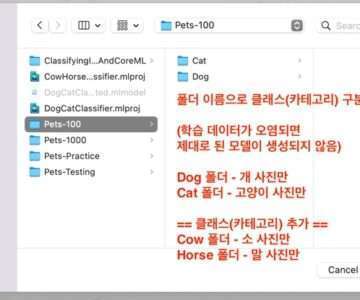 Pets-100
Searc
ClassifyingI...AndCoreML
CowHorse...ssifier.mlproj
DogCatCla...ted.mlmodel
DogCatClassifier.mlproj
Pets-100
Pets-1000
Pets-Practice
Pets-Testing
Cat
Dog
폴더 이름으로 클래스(카테고리) 구분
(학습 데이터가 오염되면
제대로 된 모델이 생성되지 않음)
Dog 폴더 - 개 사진만
Cat 폴더 - 고양이 사진만
== 클래스(카테고리) 추가 ==
Cow 폴더 - 소 사진만
Horse 폴더 - 말 사진만
Cancel